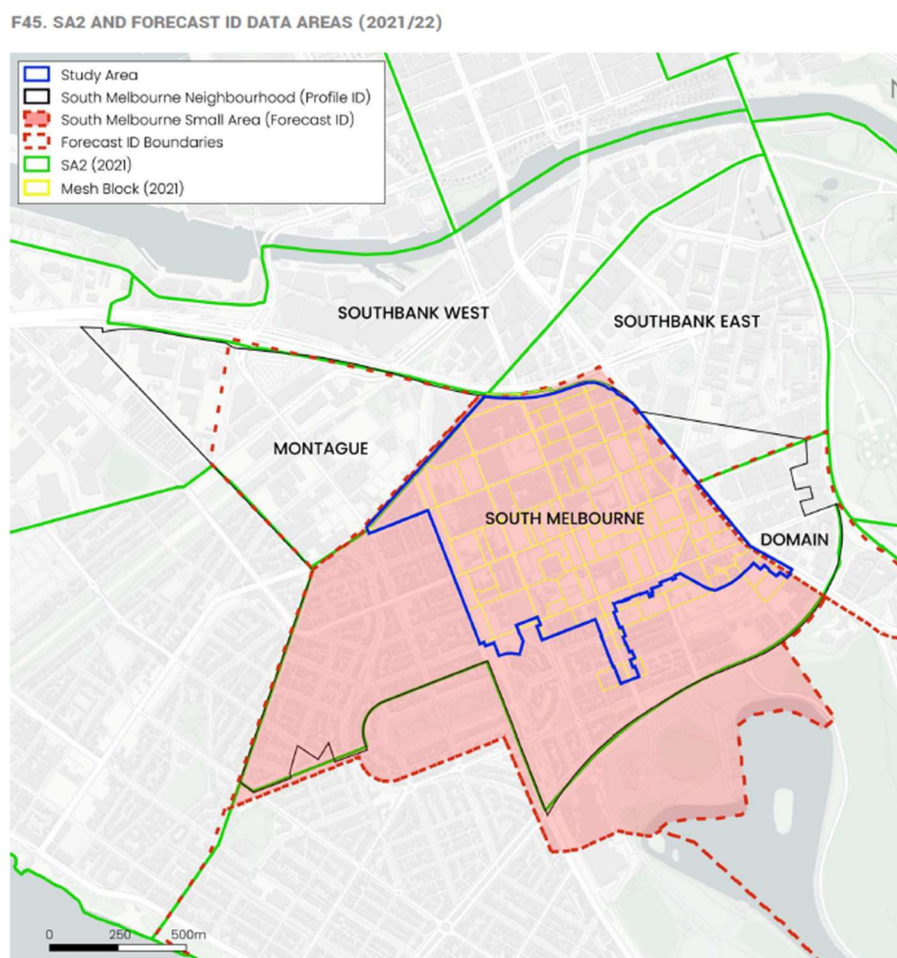 F45. SA2 AND FORECAST ID DATA AREAS (2021/22)
Study Area
South Melbourne Neighbourhood (Profile ID)
South Melbourne Small Area (Forecast ID)
Forecast ID Boundaries
SA2 (2021)
Mesh Block (2021)
N
SOUTHBANK WEST
SOUTHBANK EAST
MONTAGUE
SOUTH MELBOURNE
DOMAIN
0 250 500m